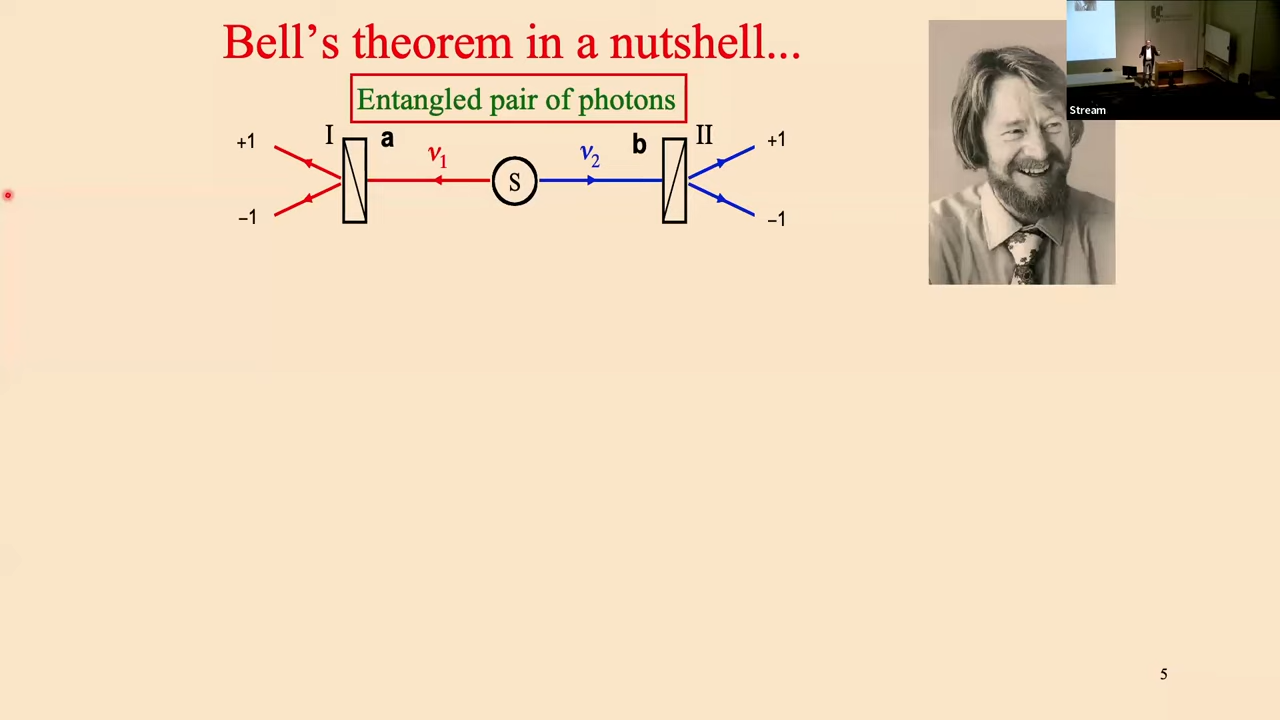 Bell’s theorem in a nutshell...
Entangled pair of photons
+1 I a ν1 S ν2 b II +1
–1 –1
Stream
5